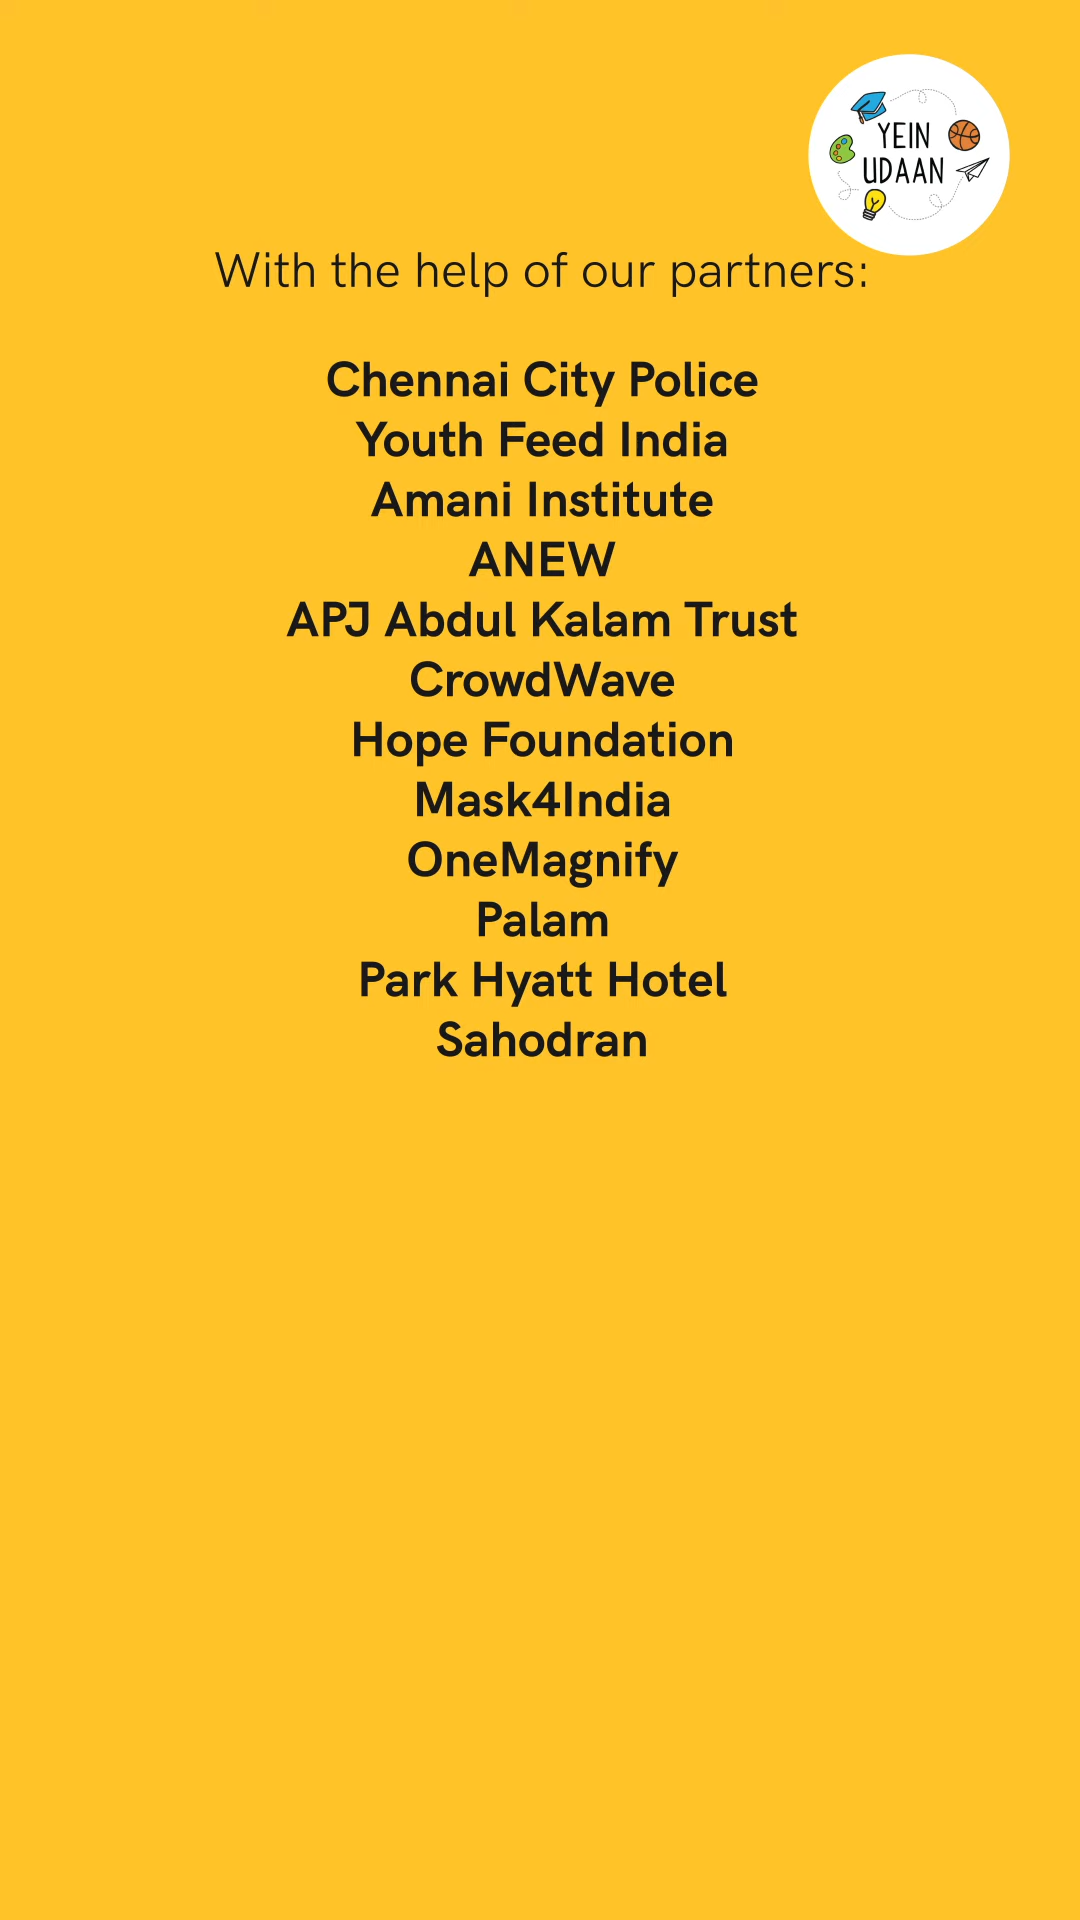 YEIN
UDAAN
With the help of our partners:
Chennai City Police
Youth Feed India
Amani Institute
ANEW
APJ Abdul Kalam Trust
CrowdWave
Hope Foundation
Mask4India
OneMagnify
Palam
Park Hyatt Hotel
Sahodran